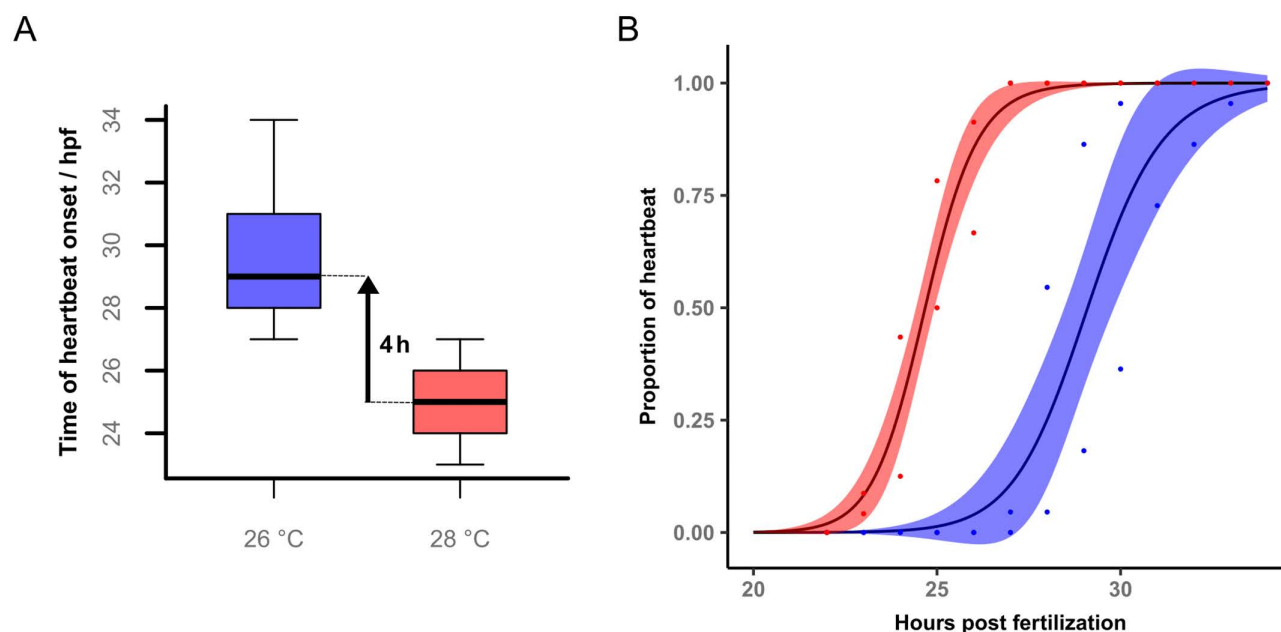 A
Time of heartbeat onset / hpf
34
32
30
28
26
24
4 h
26 °C
28 °C
B
Proportion of heartbeat
1.00
0.75
0.50
0.25
0.00
20
25
30
Hours post fertilization